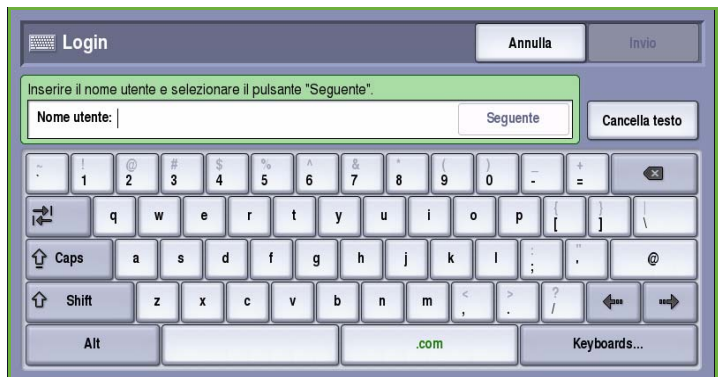 Login Annulla Invio
Inserire il nome utente e selezionare il pulsante "Seguente".
Nome utente: Seguente Cancella testo
~ ! @ # $ % ^ & * ( ) _ +
` 1 2 3 4 5 6 7 8 9 0 - =
q w e r t y u i o p { [ } ] | \
Caps a s d f g h j k l : ; " ' @
Shift z x c v b n m < , > . ? /
Alt .com Keyboards...